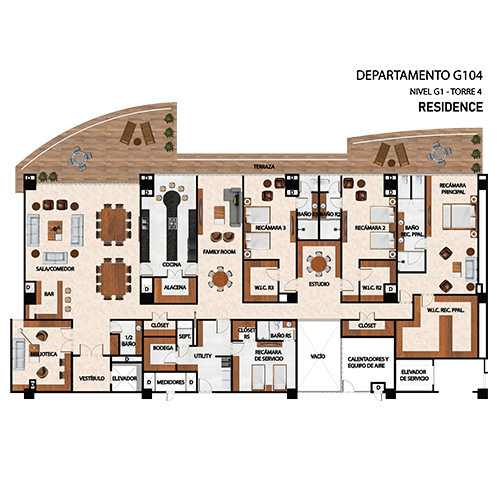 DEPARTAMENTO G104
NIVEL G1 - TORRE 4
RESIDENCE
TERRAZA
D
D
D
D
RECÁMARA
PRINCIPAL
BAÑO R3
BAÑO R2
RECÁMARA 3
RECÁMARA 2
BAÑO
REC. PPAL.
FAMILY ROOM
COCINA
SALA/COMEDOR
ALACENA
W.I.C. R3
ESTUDIO
W.I.C. R2
D
D
BAR
W.I.C. REC. PPAL.
CLÓSET
CLÓSET
1/2
BAÑO
SEPT.
CLÓSET
RS
BAÑO RS
BIBLIOTECA
BODEGA
UTILITY
RECÁMARA
DE SERVICIO
VACÍO
CALENTADORES Y
EQUIPO DE AIRE
ELEVADOR
DE SERVICIO
VESTÍBULO
ELEVADOR
D
MEDIDORES
D
D